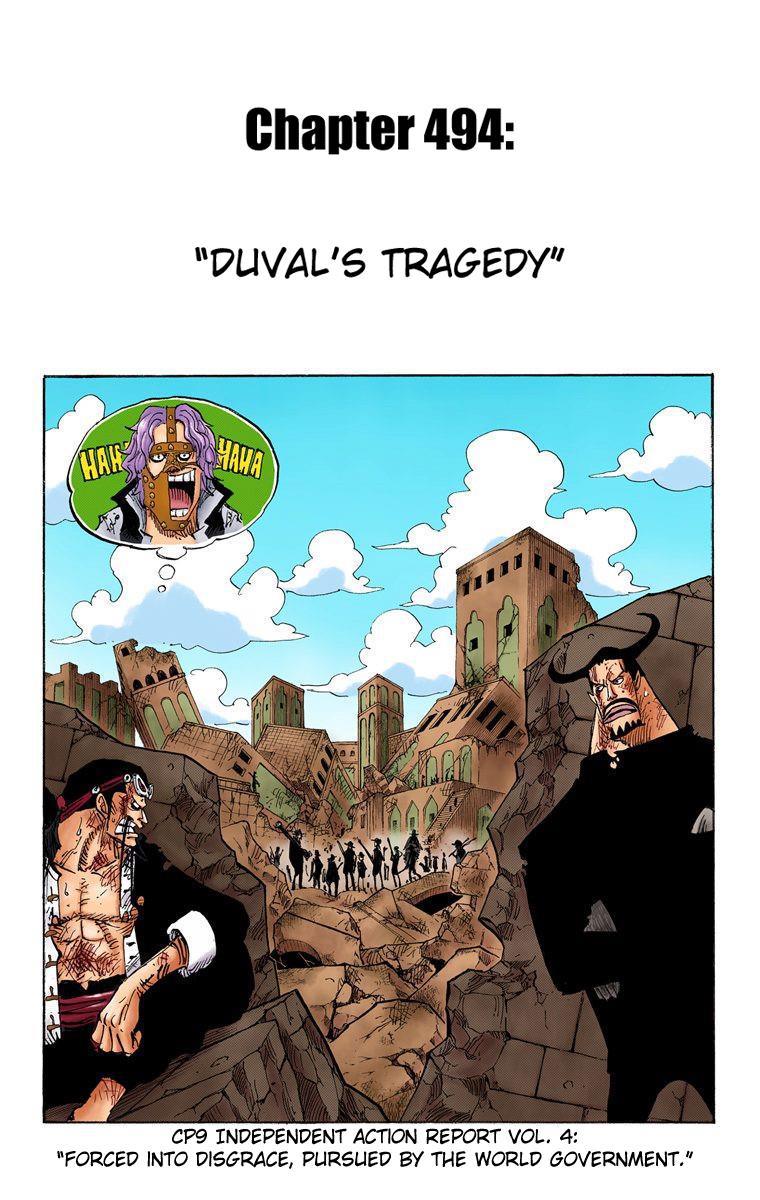 Chapter 494:
"DUVAL'S TRAGEDY"
HAHA HAHA
CP9 INDEPENDENT ACTION REPORT VOL. 4:
"FORCED INTO DISGRACE, PURSUED BY THE WORLD GOVERNMENT."